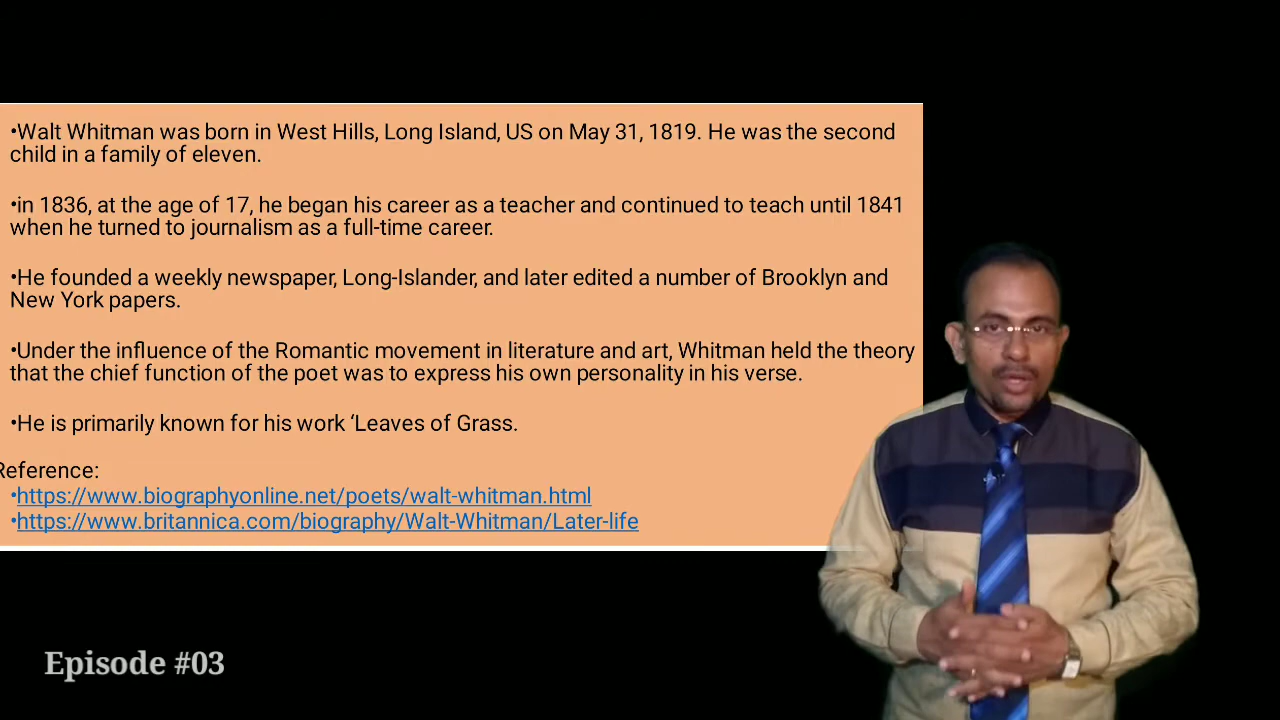 •Walt Whitman was born in West Hills, Long Island, US on May 31, 1819. He was the second
child in a family of eleven.
•in 1836, at the age of 17, he began his career as a teacher and continued to teach until 1841
when he turned to journalism as a full-time career.
•He founded a weekly newspaper, Long-Islander, and later edited a number of Brooklyn and
New York papers.
•Under the influence of the Romantic movement in literature and art, Whitman held the theory
that the chief function of the poet was to express his own personality in his verse.
•He is primarily known for his work ‘Leaves of Grass.
Reference:
•https://www.biographyonline.net/poets/walt-whitman.html
•https://www.britannica.com/biography/Walt-Whitman/Later-life
Episode #03